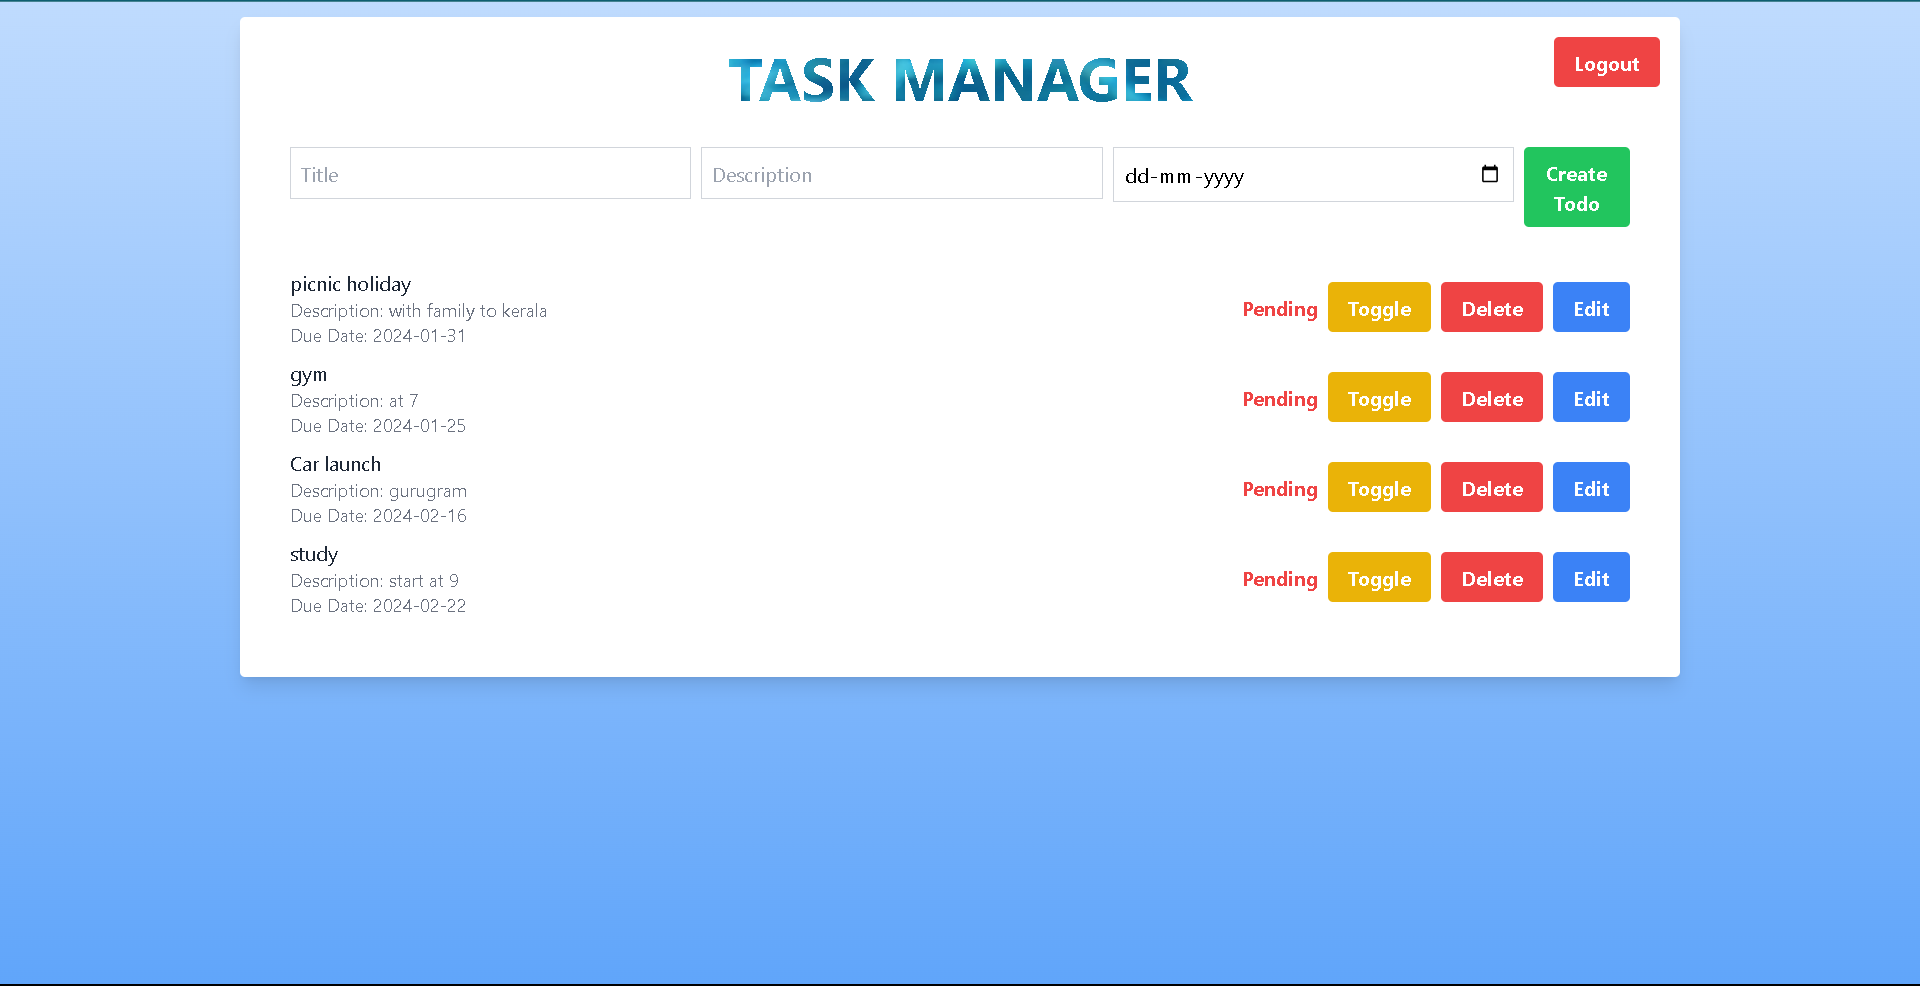 TASK MANAGER
Logout
Title
Description
dd-mm-yyyy
Create
Todo
picnic holiday
Description: with family to kerala
Due Date: 2024-01-31
Pending Toggle Delete Edit
gym
Description: at 7
Due Date: 2024-01-25
Pending Toggle Delete Edit
Car launch
Description: gurugram
Due Date: 2024-02-16
Pending Toggle Delete Edit
study
Description: start at 9
Due Date: 2024-02-22
Pending Toggle Delete Edit